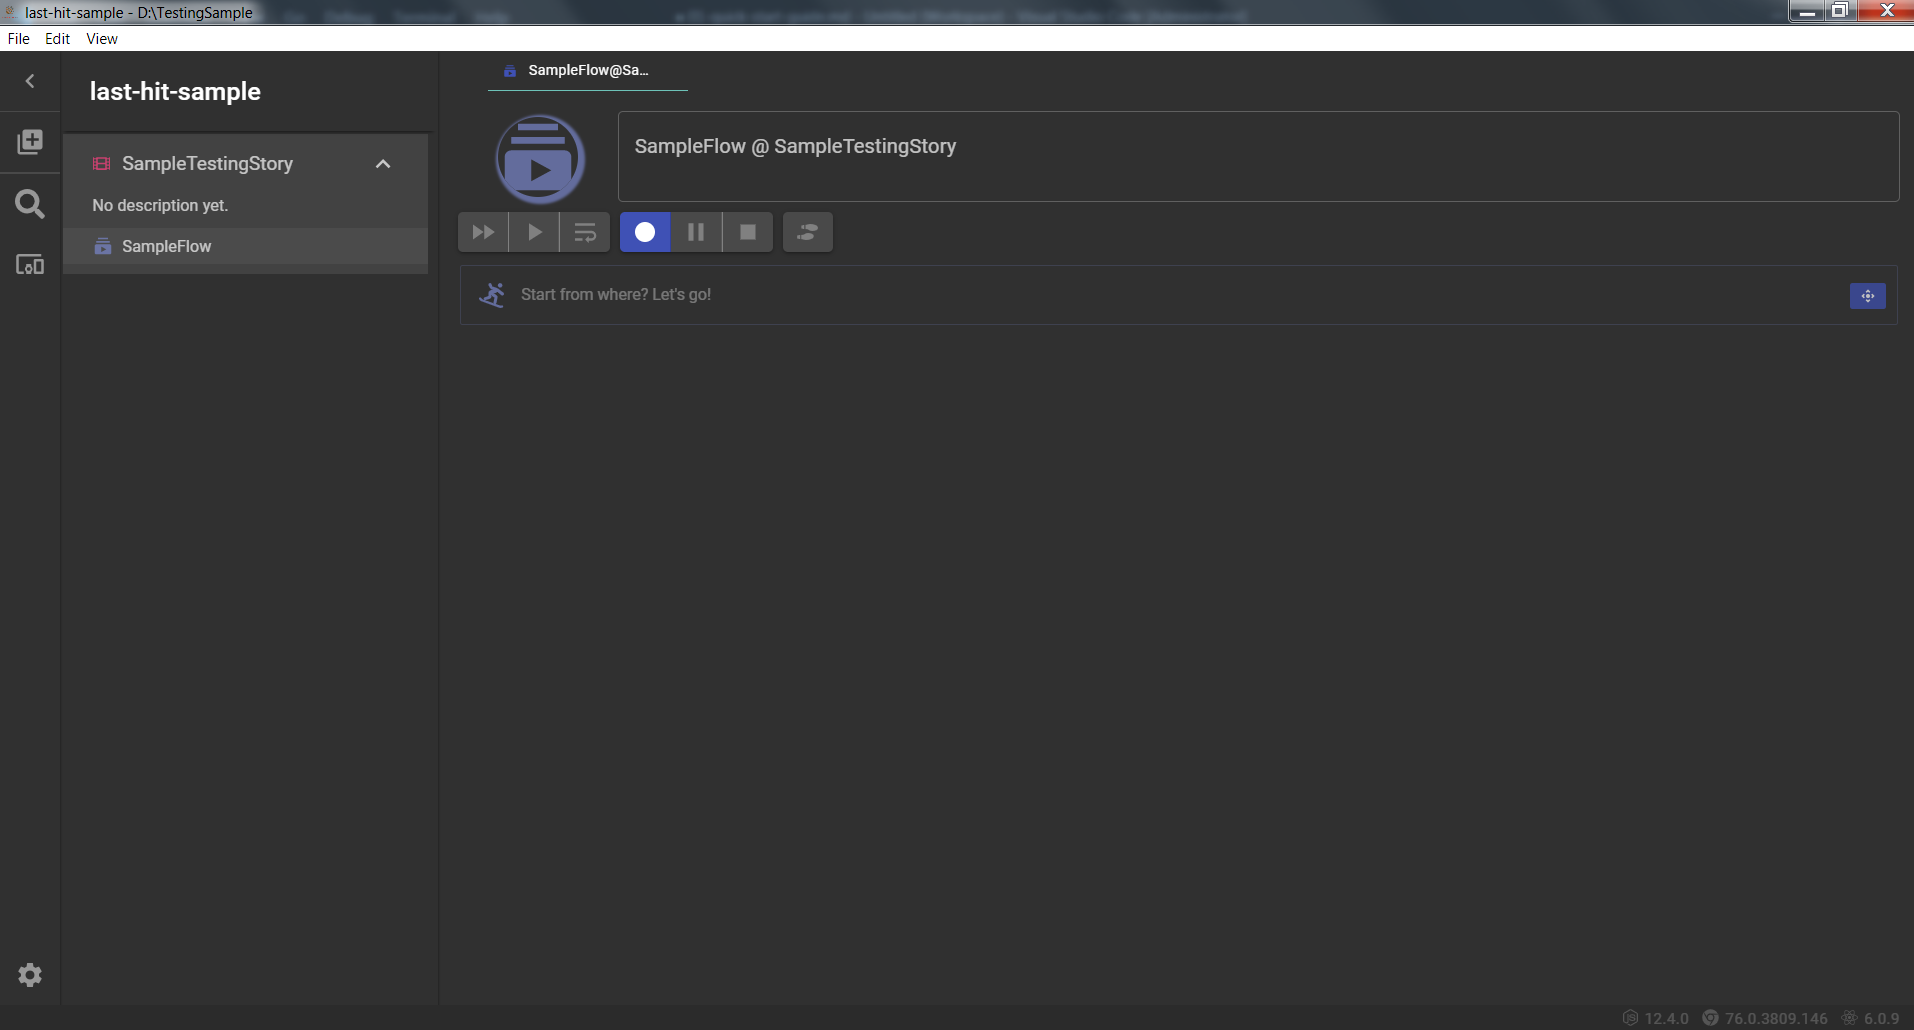 last-hit-sample - D:\TestingSample
File Edit View
last-hit-sample
SampleTestingStory
No description yet.
SampleFlow
SampleFlow@Sa...
SampleFlow @ SampleTestingStory
Start from where? Let's go!
12.4.0 76.0.3809.146 6.0.9